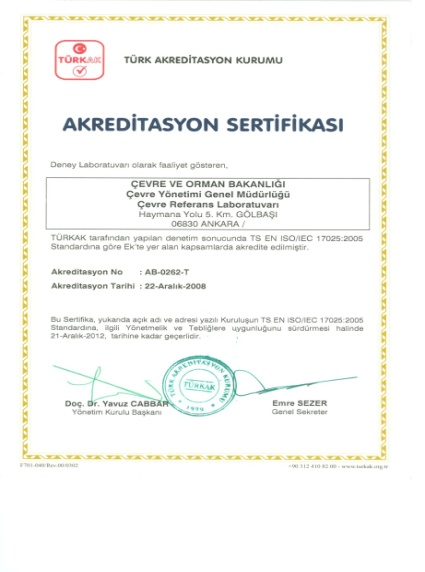 TÜRKAK
TÜRK AKREDİTASYON KURUMU
AKREDİTASYON SERTİFİKASI
Deney Laboratuvarı olarak faaliyet gösteren,
ÇEVRE VE ORMAN BAKANLIĞI
Çevre Yönetimi Genel Müdürlüğü
Çevre Referans Laboratuvarı
Haymana Yolu 5. Km. GÖLBAŞI
06830 ANKARA /
TÜRKAK tarafından yapılan denetim sonucunda TS EN ISO/IEC 17025:2005
Standardına göre Ek'te yer alan kapsamlarda akredite edilmiştir.
Akreditasyon No : AB-0262-T
Akreditasyon Tarihi : 22-Aralık-2008
Bu Sertifika, yukarıda açık adı ve adresi yazılı Kuruluşun TS EN ISO/IEC 17025:2005
Standardına, ilgili Yönetmelik ve Tebliğlere uygunluğunu sürdürmesi halinde
21-Aralık-2012, tarihine kadar geçerlidir.
TÜRK AKREDİTASYON KURUMU
TÜRKAK
1999
Doç. Dr. Yavuz CABBAR
Yönetim Kurulu Başkanı
Emre SEZER
Genel Sekreter
+90 312 410 82 00 - www.turkak.org.tr